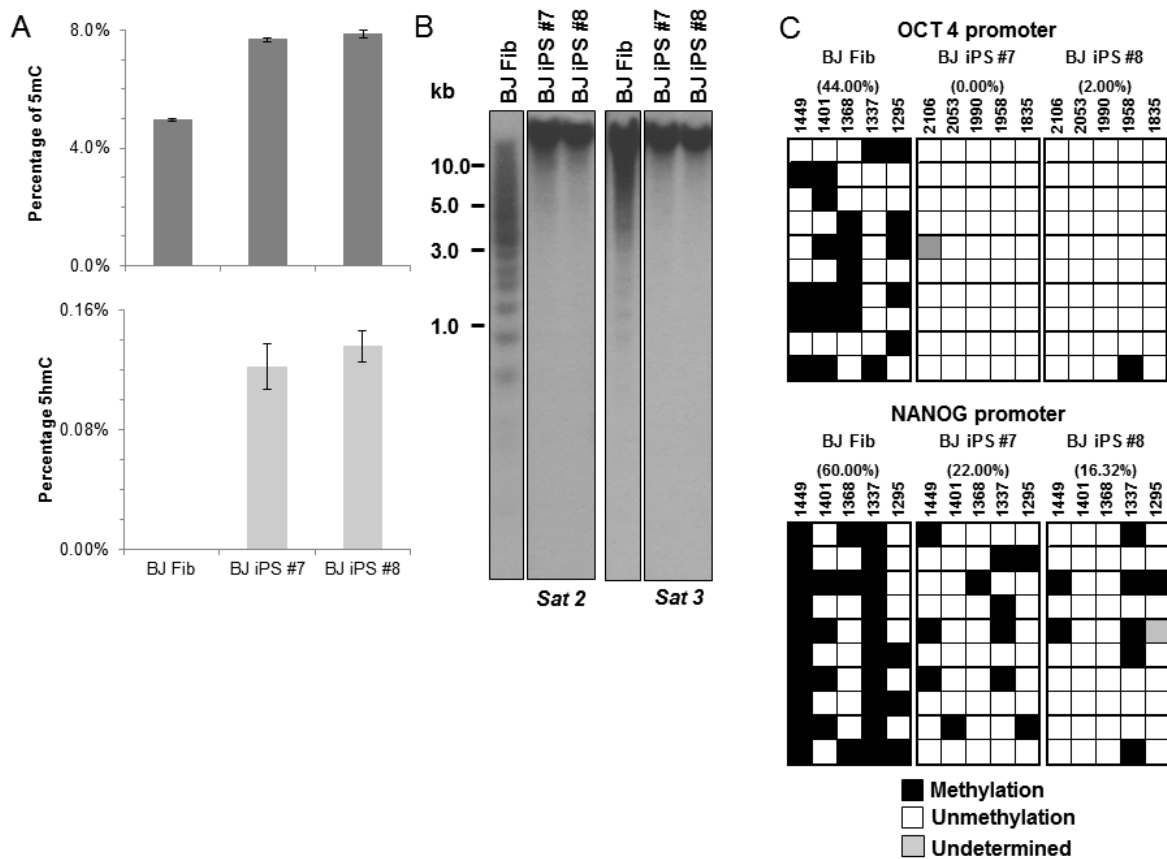 A
Percentage of 5mC
8.0%
4.0%
0.0%
Percentage 5hmC
0.16%
0.08%
0.00%
BJ Fib BJ iPS #7 BJ iPS #8
B
kb
BJ Fib BJ iPS #7 BJ iPS #8 BJ Fib BJ iPS #7 BJ iPS #8
10.0
5.0
3.0
1.0
Sat 2 Sat 3
C
OCT 4 promoter
BJ Fib BJ iPS #7 BJ iPS #8
(44.00%) (0.00%) (2.00%)
1449 1401 1368 1337 1295 2106 2053 1990 1958 1835 2106 2053 1990 1958 1835
NANOG promoter
BJ Fib BJ iPS #7 BJ iPS #8
(60.00%) (22.00%) (16.32%)
1449 1401 1368 1337 1295 1449 1401 1368 1337 1295 1449 1401 1368 1337 1295
Methylation
Unmethylation
Undetermined